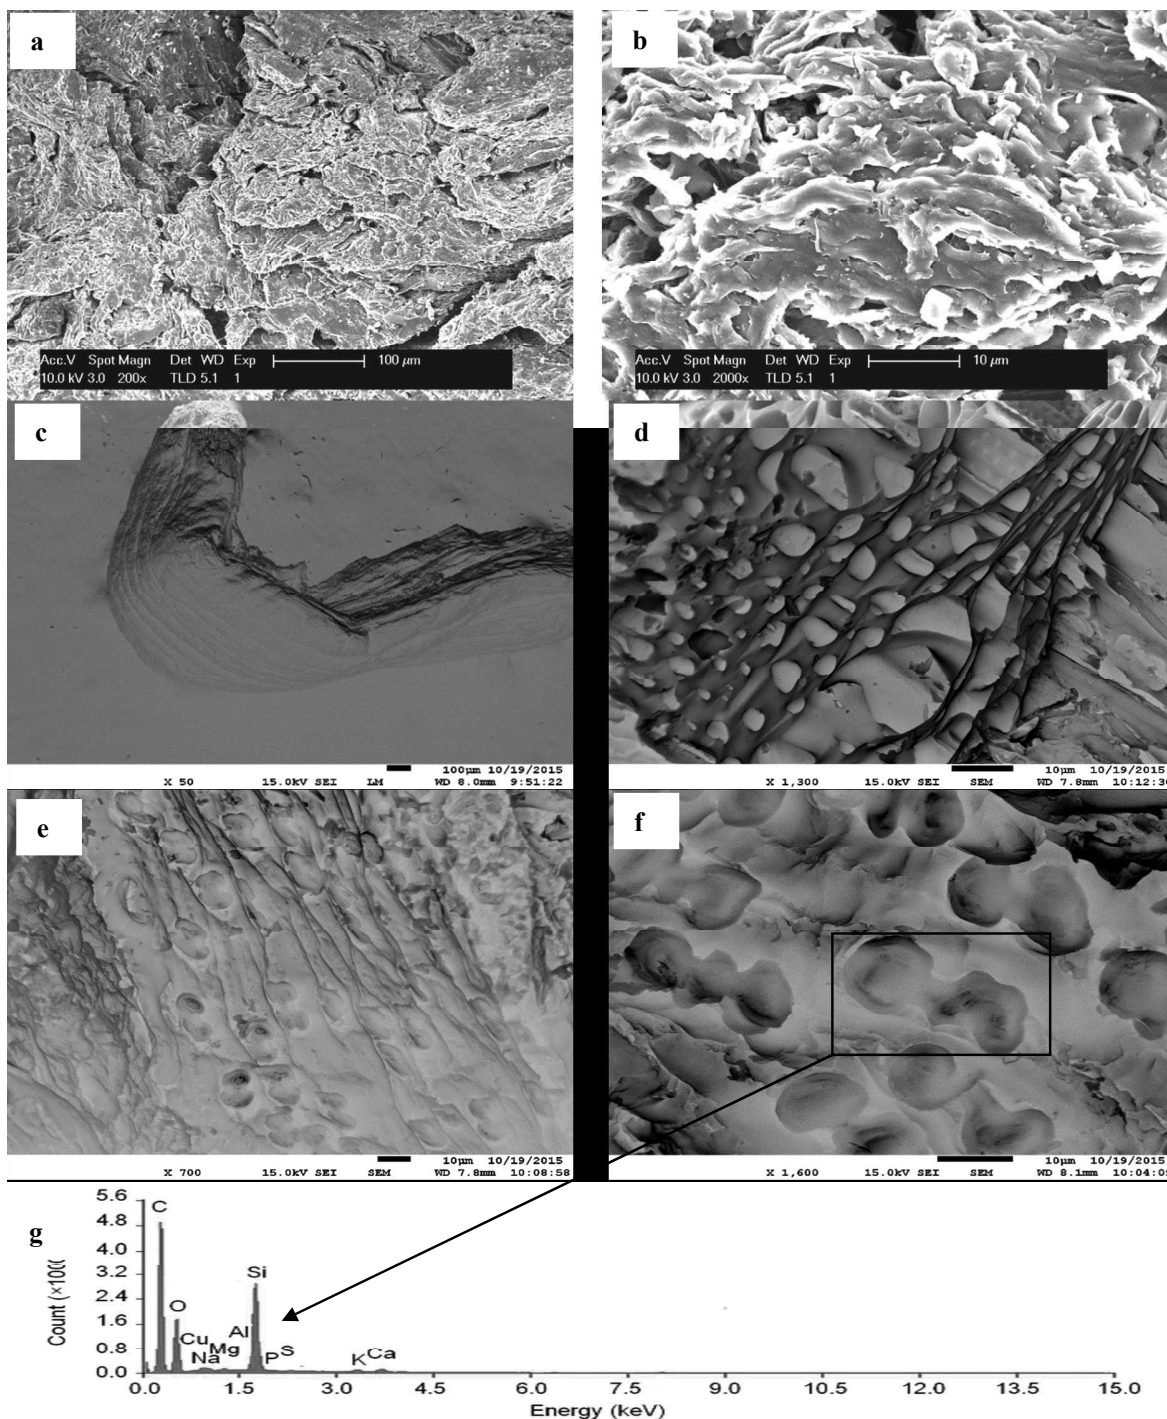 a
b
Acc.V Spot Magn Det WD Exp 100 µm
10.0 kV 3.0 200x TLD 5.1 1
Acc.V Spot Magn Det WD Exp 10 µm
10.0 kV 3.0 2000x TLD 5.1 1
c
d
100µm 10/19/2015
X 50 15.0kV SEI LM WD 8.0mm 9:51:22
10µm 10/19/2015
X 1,300 15.0kV SEI SEM WD 7.8mm 10:12:30
e
f
10µm 10/19/2015
X 700 15.0kV SEI SEM WD 7.8mm 10:08:58
10µm 10/19/2015
X 1,600 15.0kV SEI SEM WD 8.1mm 10:04:0
g
5.6
4.8
4.0
3.2
2.4
1.6
0.8
0.0
Count (×100
C
O
Cu
Na
Mg
Al
Si
P
S
K
Ca
0.0 1.5 3.0 4.5 6.0 7.5 9.0 10.5 12.0 13.5 15.0
Energy (keV)